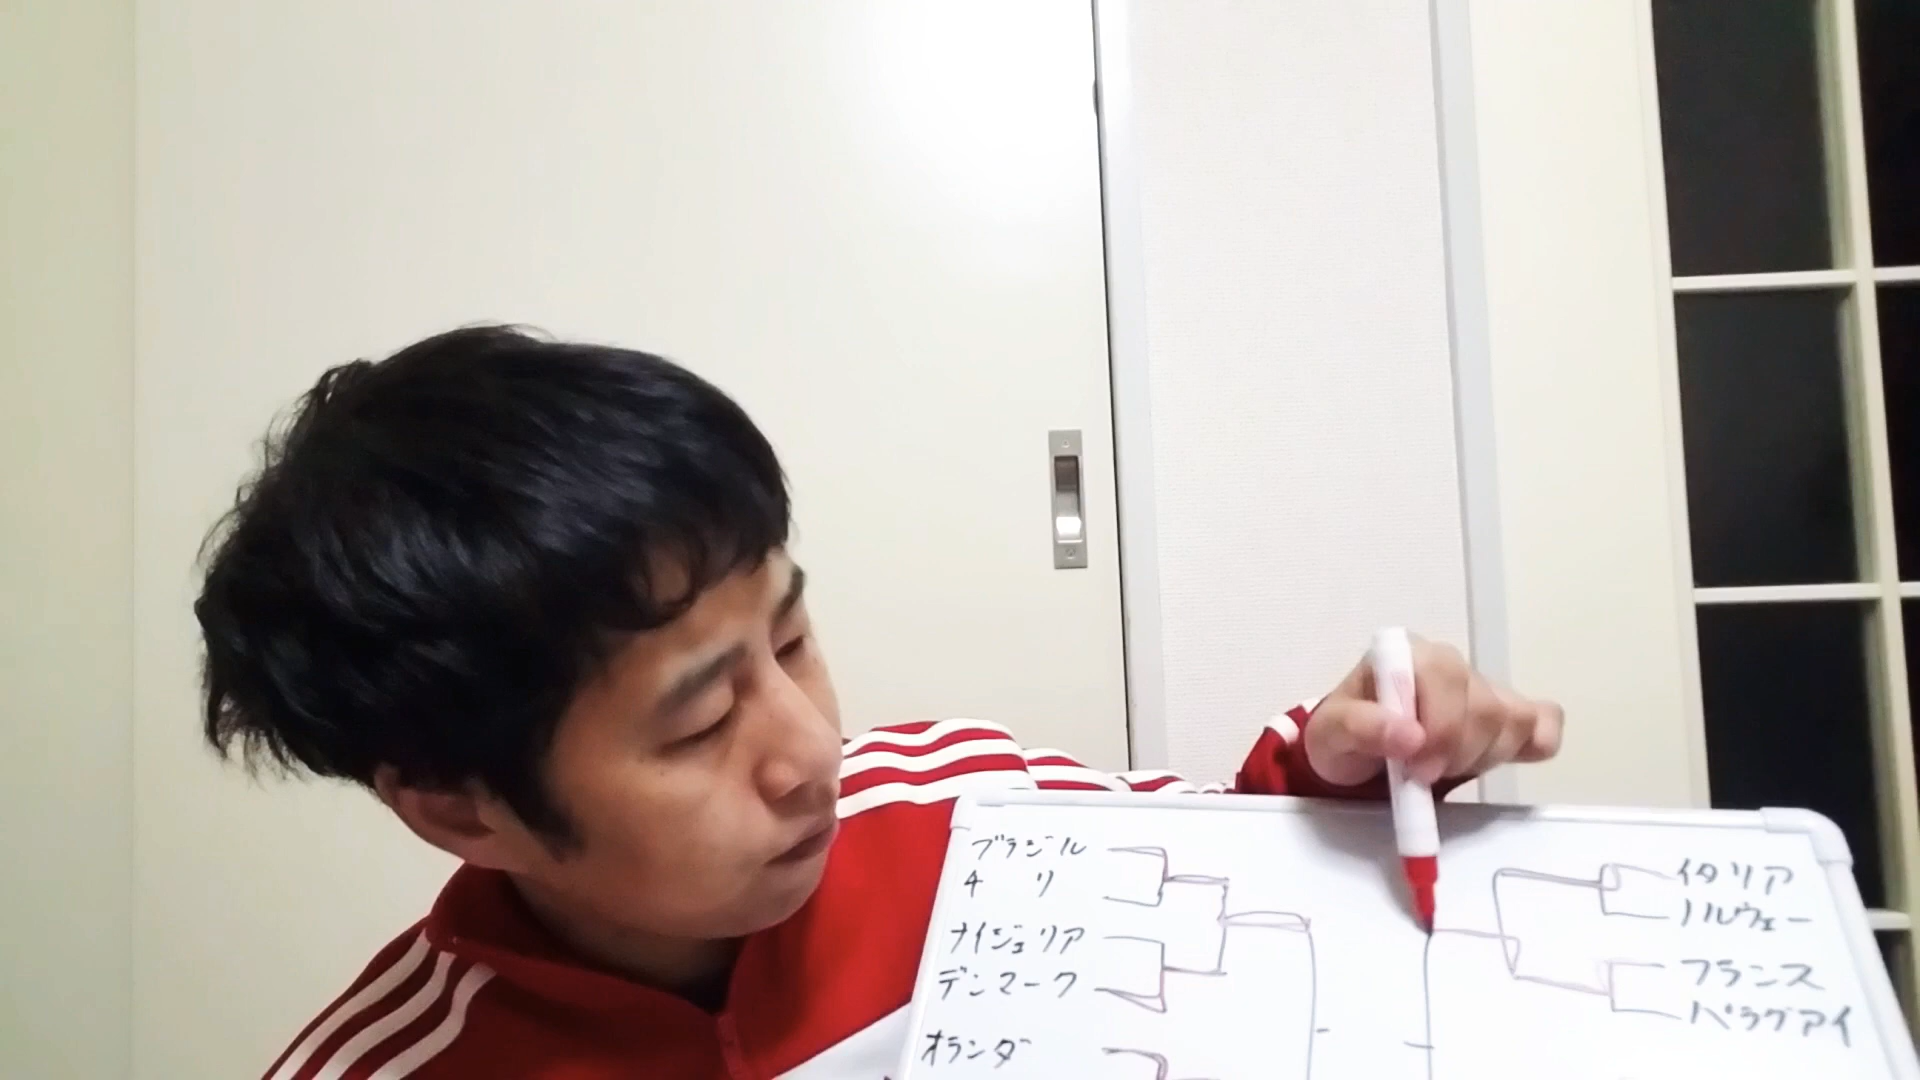 ブラジル
チリ
ナイジェリア
デンマーク
オランダ
イタリア
ノルウェー
フランス
パラグアイ